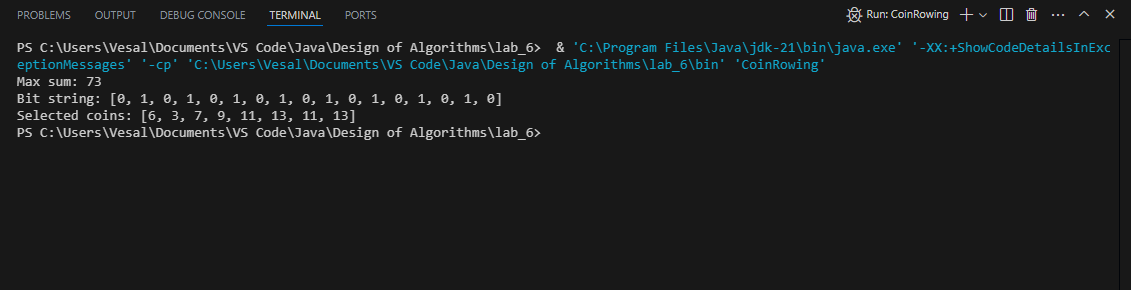 PROBLEMS OUTPUT DEBUG CONSOLE TERMINAL PORTS Run: CoinRowing
PS C:\Users\Vesal\Documents\VS Code\Java\Design of Algorithms\lab_6>  & 'C:\Program Files\Java\jdk-21\bin\java.exe' '-XX:+ShowCodeDetailsInExc
eptionMessages' '-cp' 'C:\Users\Vesal\Documents\VS Code\Java\Design of Algorithms\lab_6\bin' 'CoinRowing'
Max sum: 73
Bit string: [0, 1, 0, 1, 0, 1, 0, 1, 0, 1, 0, 1, 0, 1, 0, 1, 0]
Selected coins: [6, 3, 7, 9, 11, 13, 11, 13]
PS C:\Users\Vesal\Documents\VS Code\Java\Design of Algorithms\lab_6>